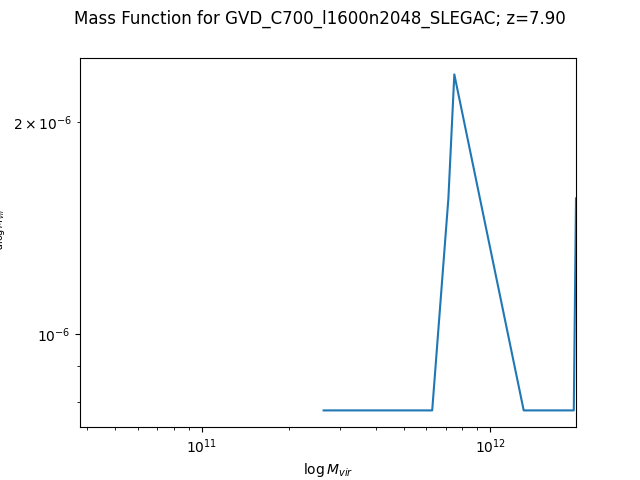 Mass Function for GVD_C700_l1600n2048_SLEGAC; z=7.90
2 × 10⁻⁶
10⁻⁶
10¹¹ 10¹²
log M_vir